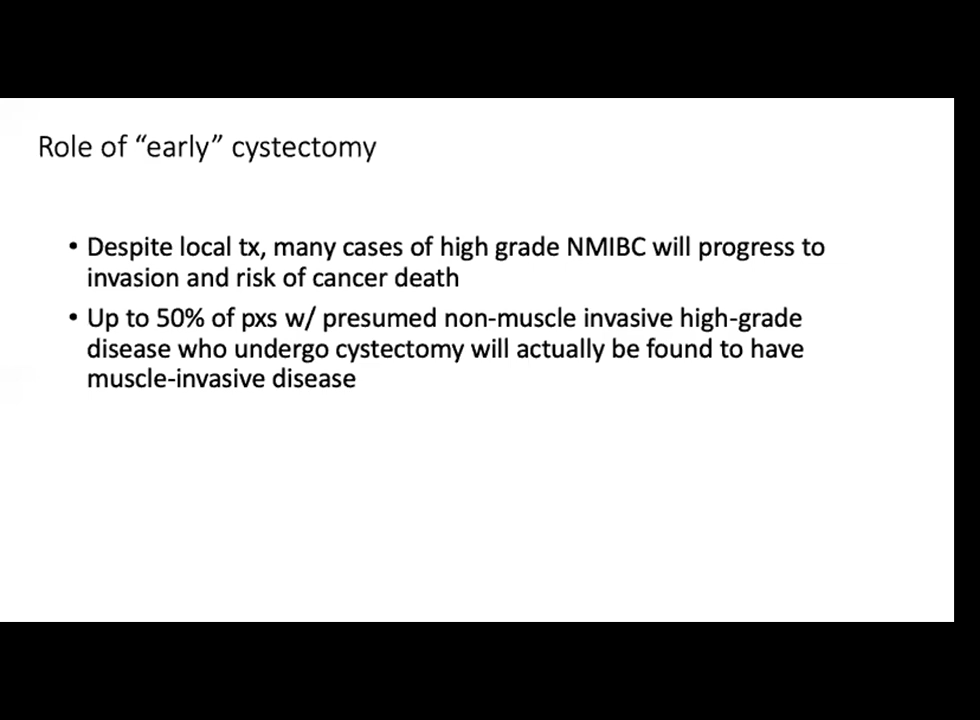 Role of “early” cystectomy
• Despite local tx, many cases of high grade NMIBC will progress to
invasion and risk of cancer death
• Up to 50% of pxs w/ presumed non-muscle invasive high-grade
disease who undergo cystectomy will actually be found to have
muscle-invasive disease